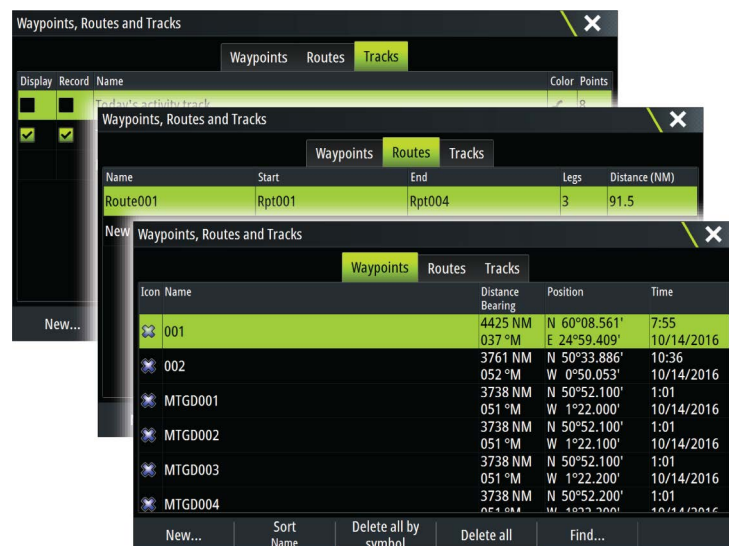 Waypoints, Routes and Tracks
Waypoints Routes Tracks
Display Record Name Color Points
Today's activity track 8
New...
Waypoints, Routes and Tracks
Waypoints Routes Tracks
Name Start End Legs Distance (NM)
Route001 Rpt001 Rpt004 3 91.5
New
Waypoints, Routes and Tracks
Waypoints Routes Tracks
Icon Name Distance Position Time
Bearing
001 4425 NM N 60°08.561' 7:55
037 °M E 24°59.409' 10/14/2016
002 3761 NM N 50°33.886' 10:36
052 °M W 0°50.053' 10/14/2016
MTGD001 3738 NM N 50°52.100' 1:01
051 °M W 1°22.000' 10/14/2016
MTGD002 3738 NM N 50°52.100' 1:01
051 °M W 1°22.100' 10/14/2016
MTGD003 3738 NM N 50°52.100' 1:01
051 °M W 1°22.200' 10/14/2016
MTGD004 3738 NM N 50°52.200' 1:01
051 °M W 10/14/2016
New... Sort Delete all by Delete all Find...
Name symbol